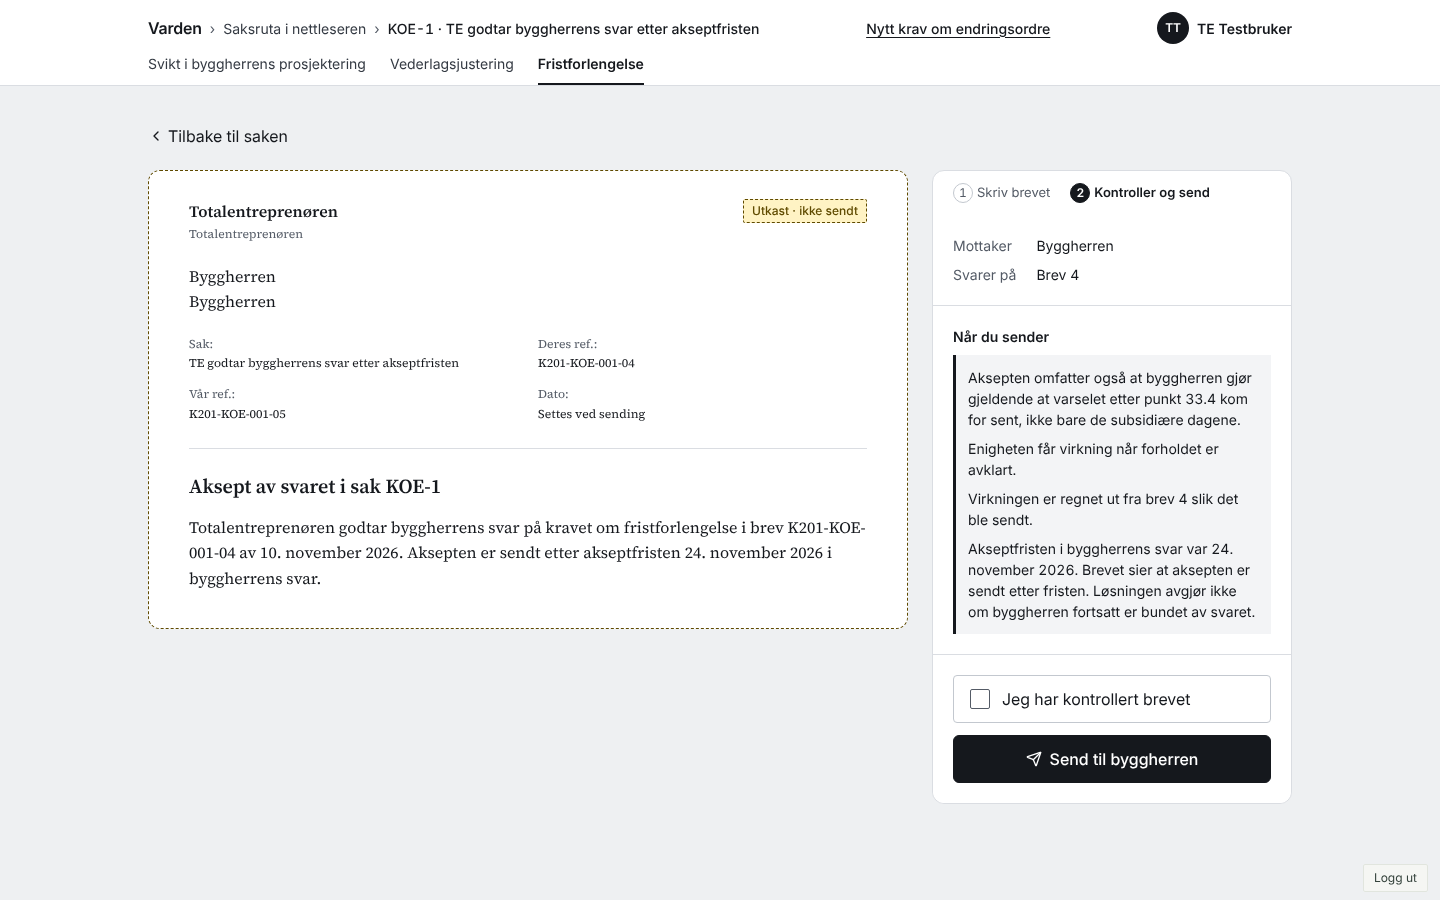 Varden › Saksruta i nettleseren › KOE-1 · TE godtar byggherrens svar etter akseptfristen
Nytt krav om endringsordre
TT TE Testbruker
Svikt i byggherrens prosjektering
Vederlagsjustering
Fristforlengelse
Tilbake til saken
Totalentreprenøren
Utkast · ikke sendt
Totalentreprenøren
Byggherren
Byggherren
Sak:
TE godtar byggherrens svar etter akseptfristen
Deres ref.:
K201-KOE-001-04
Vår ref.:
K201-KOE-001-05
Dato:
Settes ved sending
Aksept av svaret i sak KOE-1
Totalentreprenøren godtar byggherrens svar på kravet om fristforlengelse i brev K201-KOE-
001-04 av 10. november 2026. Aksepten er sendt etter akseptfristen 24. november 2026 i
byggherrens svar.
1 Skriv brevet
2 Kontroller og send
Mottaker Byggherren
Svarer på Brev 4
Når du sender
Aksepten omfatter også at byggherren gjør
gjeldende at varselet etter punkt 33.4 kom
for sent, ikke bare de subsidiære dagene.
Enigheten får virkning når forholdet er
avklart.
Virkningen er regnet ut fra brev 4 slik det
ble sendt.
Akseptfristen i byggherrens svar var 24.
november 2026. Brevet sier at aksepten er
sendt etter fristen. Løsningen avgjør ikke
om byggherren fortsatt er bundet av svaret.
Jeg har kontrollert brevet
Send til byggherren
Logg ut